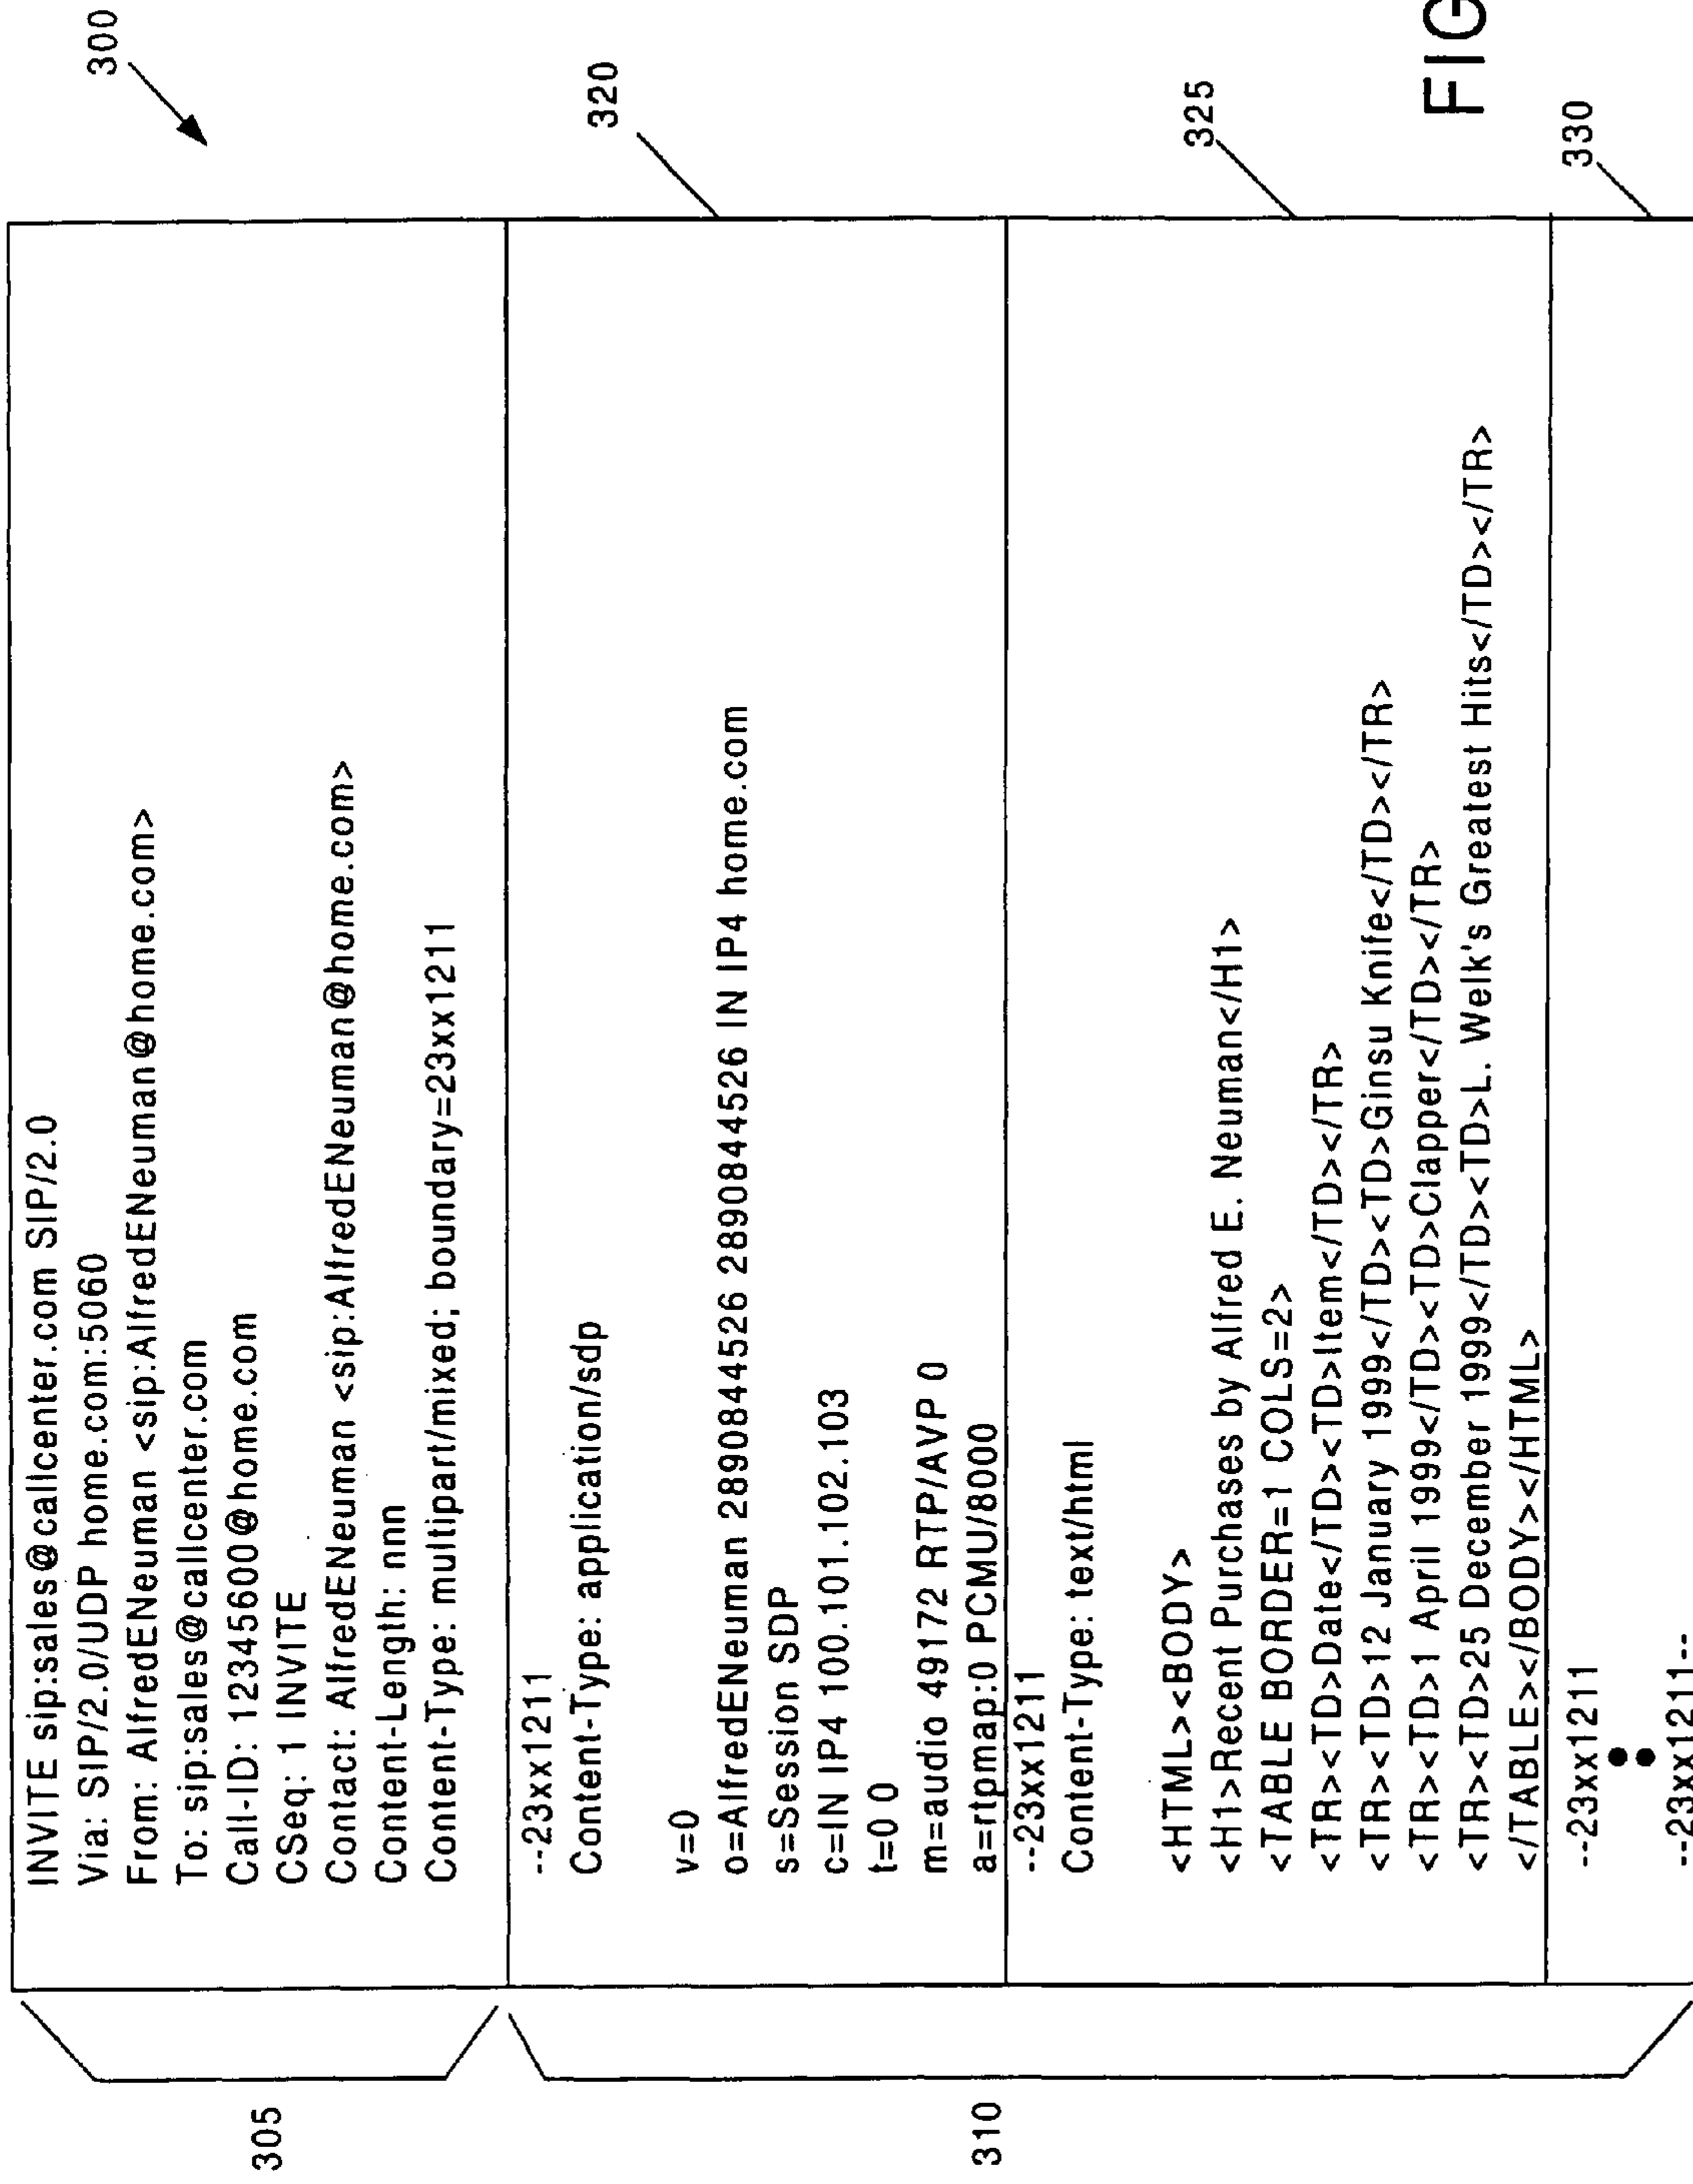 300
INVITE sip:sales@callcenter.com SIP/2.0
Via: SIP/2.0/UDP home.com:5060
From: AlfredENeuman <sip:AlfredENeuman@home.com>
To: sip:sales@callcenter.com
Call-ID: 12345600@home.com
CSeq: 1 INVITE
Contact: AlfredENeuman <sip:AlfredENeuman@home.com>
Content-Length: nnn
Content-Type: multipart/mixed; boundary=23xx1211
305
--23xx1211
Content-Type: application/sdp
320
v=0
o=AlfredENeuman 2890844526 2890844526 IN IP4 home.com
s=Session SDP
c=IN IP4 100.101.102.103
t=0 0
m=audio 49172 RTP/AVP 0
a=rtpmap:0 PCMU/8000
310
--23xx1211
Content-Type: text/html
325
<HTML><BODY>
<H1>Recent Purchases by Alfred E. Neuman</H1>
<TABLE BORDER=1 COLS=2>
<TR><TD>Date</TD><TD>Item</TD></TR>
<TR><TD>12 January 1999</TD><TD>Ginsu Knife</TD></TR>
<TR><TD>1 April 1999</TD><TD>Clapper</TD></TR>
<TR><TD>25 December 1999</TD><TD>L. Welk's Greatest Hits</TD></TR>
</TABLE></BODY></HTML>
FIG
330
--23xx1211
--23xx1211--